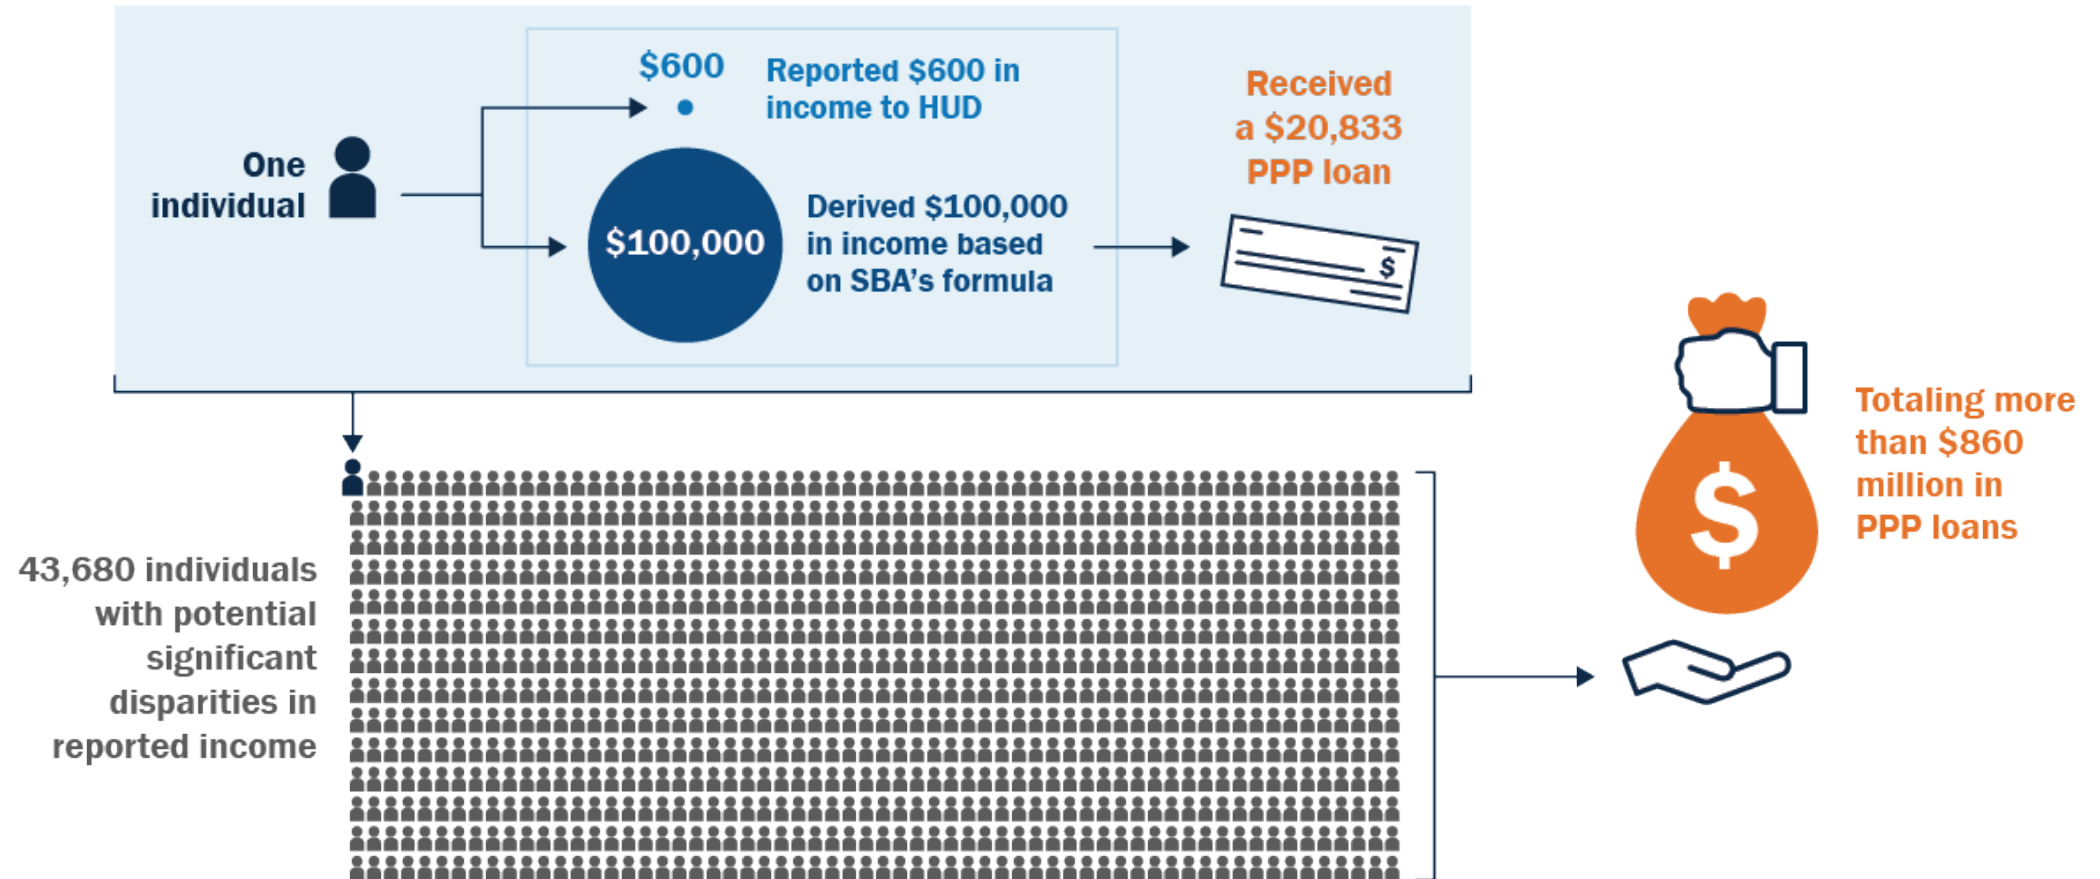 One
individual
$600
Reported $600 in
income to HUD
$100,000
Derived $100,000
in income based
on SBA's formula
Received
a $20,833
PPP loan
$
43,680 individuals
with potential
significant
disparities in
reported income
$
Totaling more
than $860
million in
PPP loans